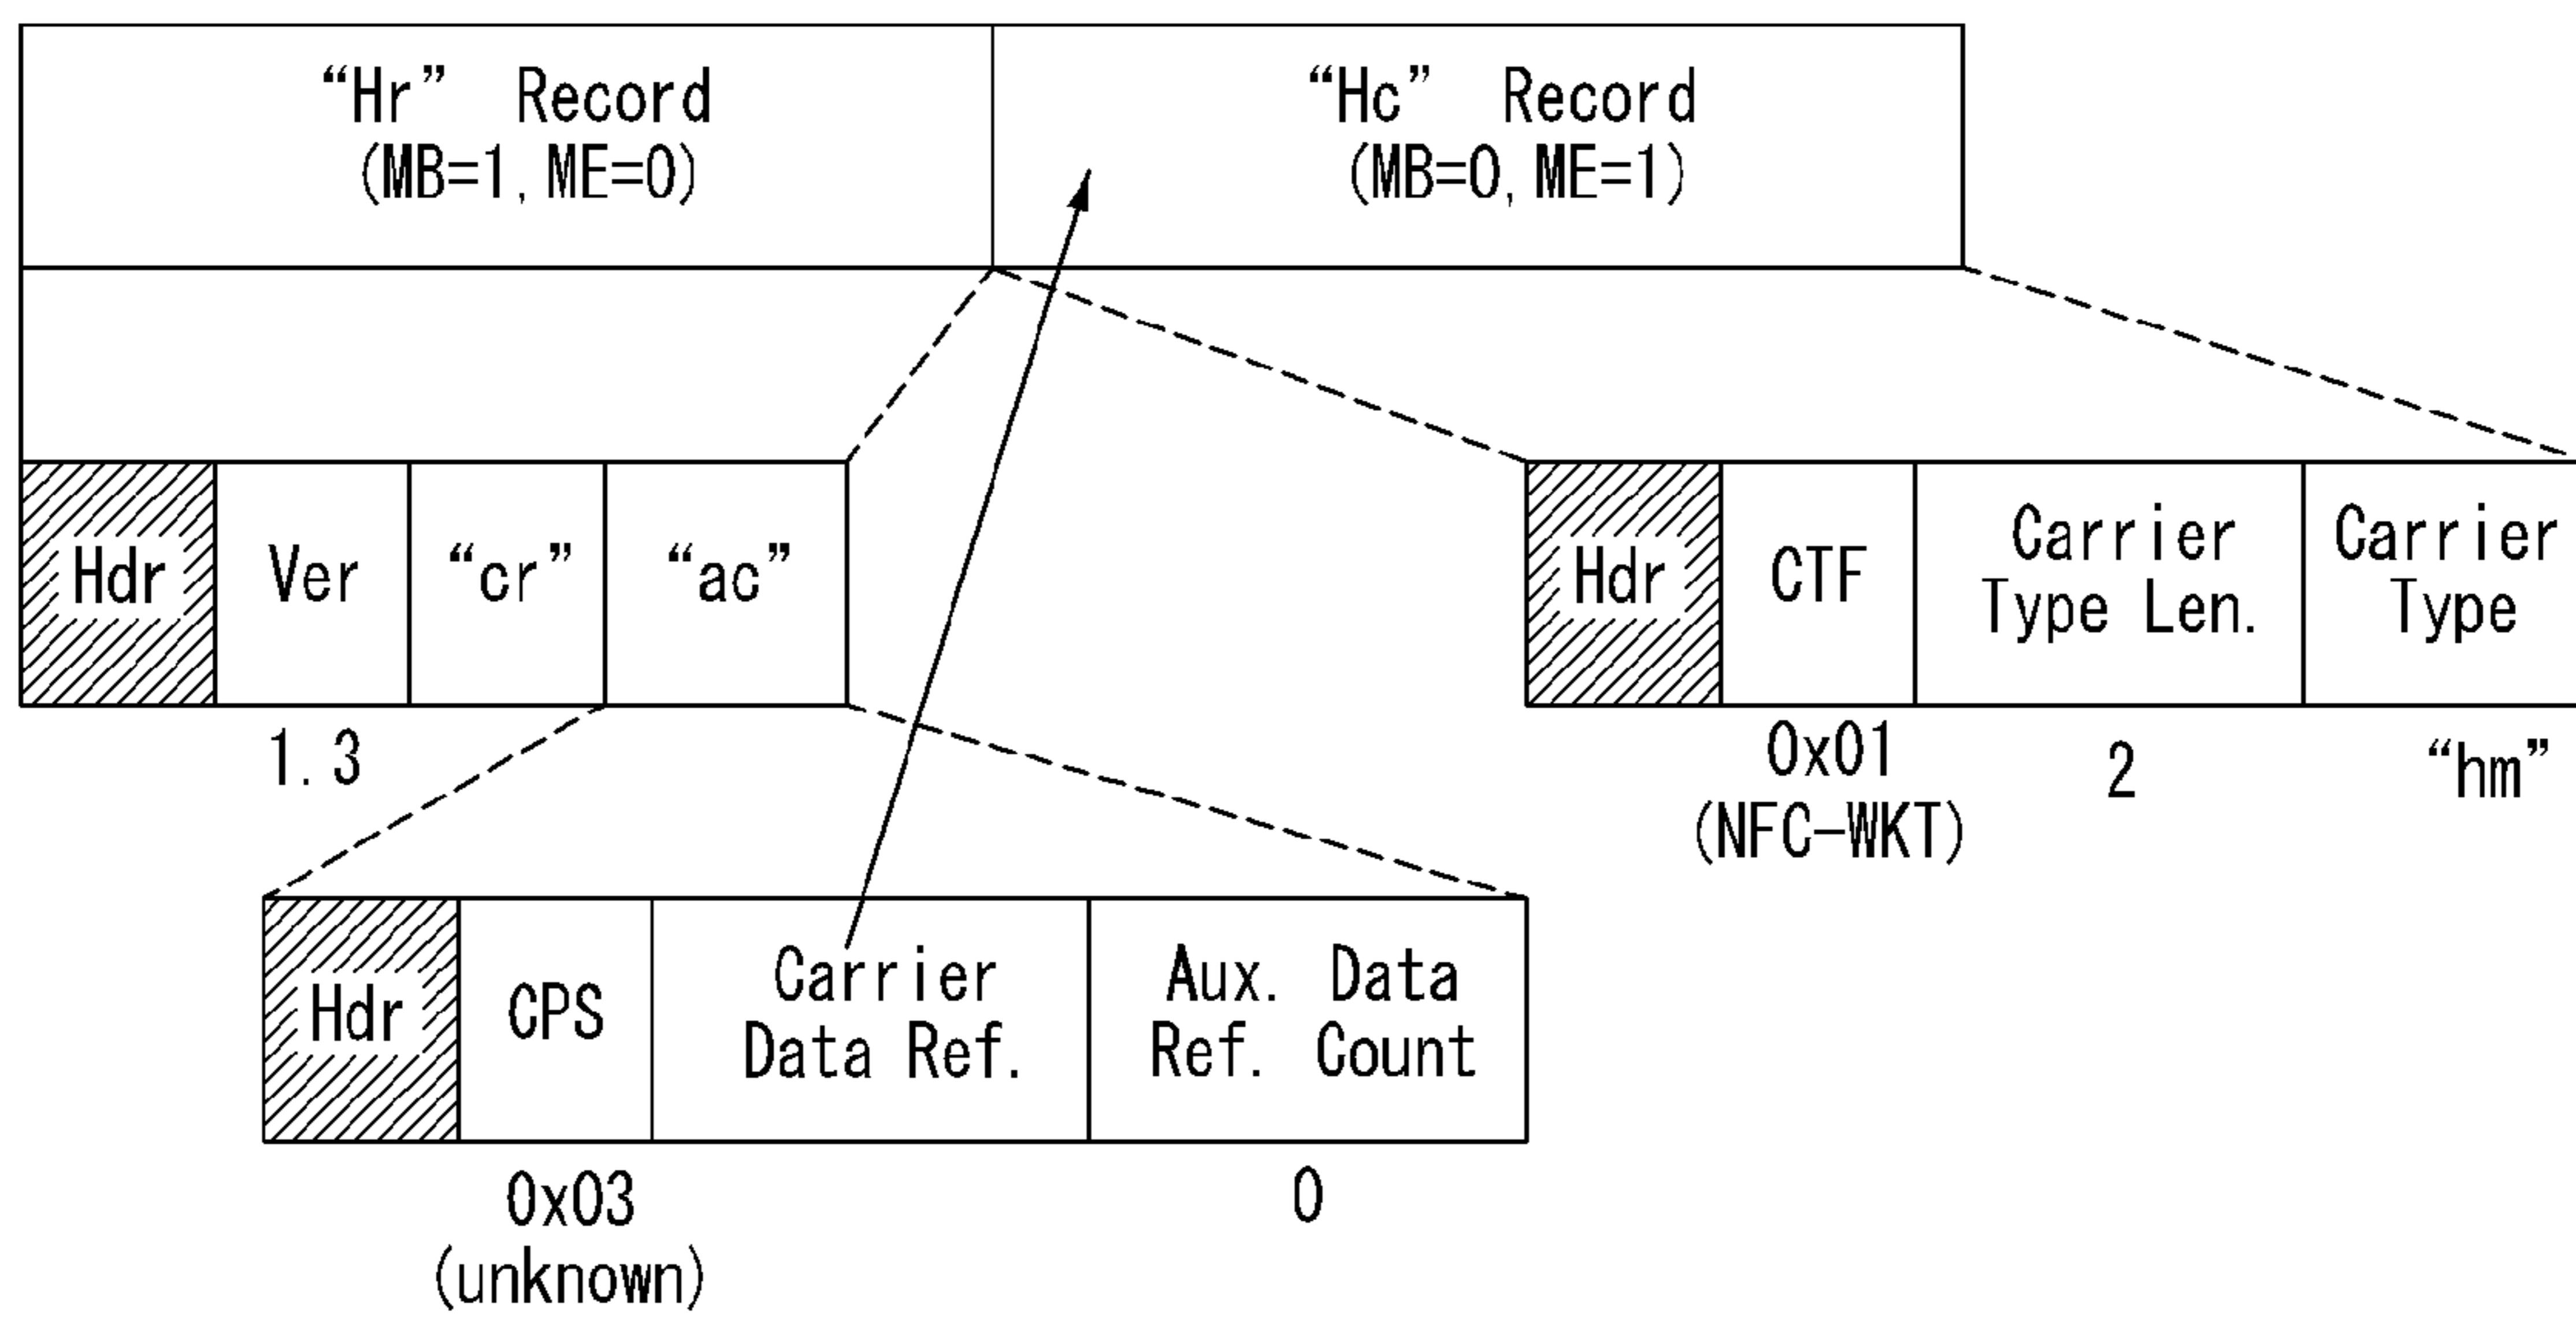 “Hr” Record
(MB=1, ME=0)
“Hc” Record
(MB=0, ME=1)
Hdr
Ver
“cr”
“ac”
1.3
Hdr
CTF
Carrier
Type Len.
Carrier
Type
0x01
(NFC-WKT)
2
“hm”
Hdr
CPS
Carrier
Data Ref.
Aux. Data
Ref. Count
0x03
(unknown)
0